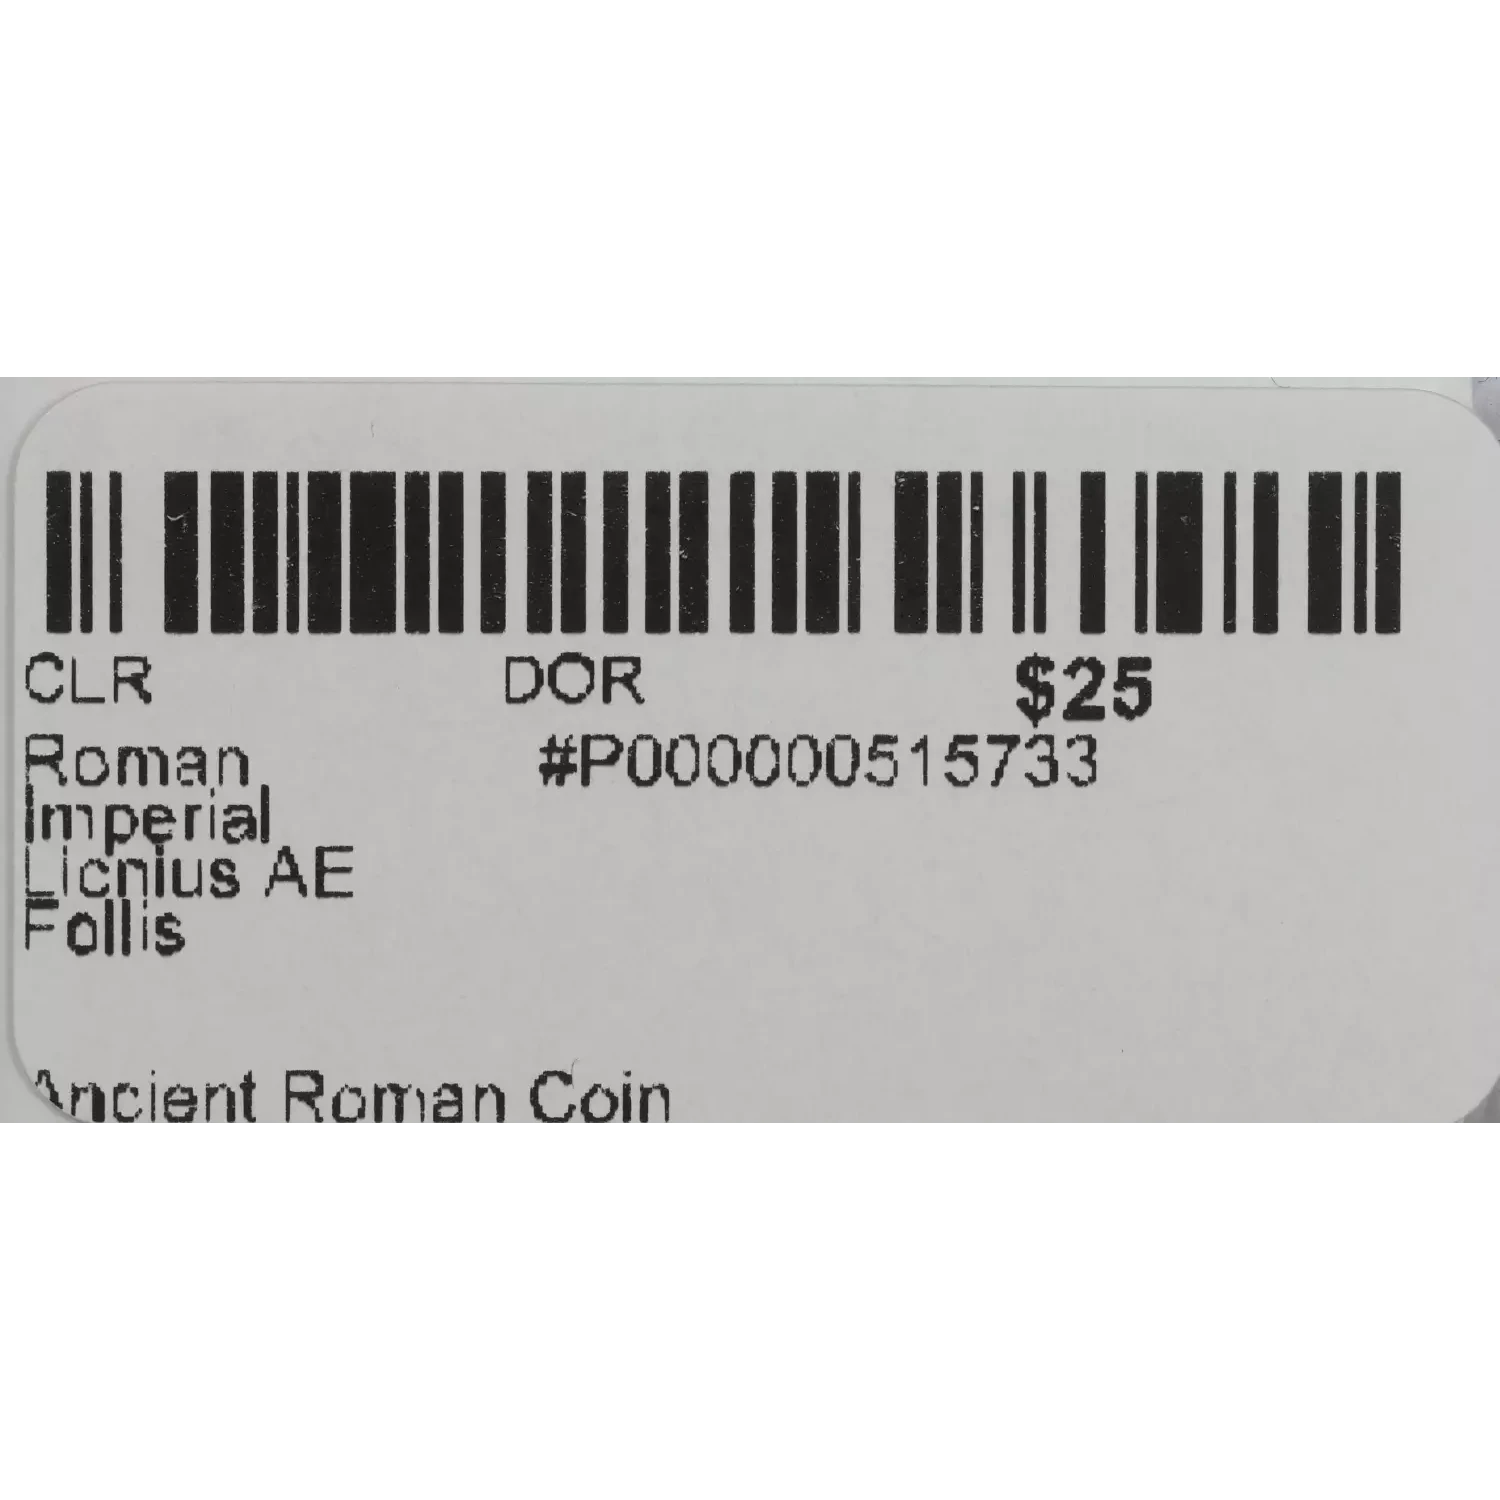 CLR DOR $25
Roman #P000000515733
Imperial
Licnius AE
Follis
Ancient Roman Coin